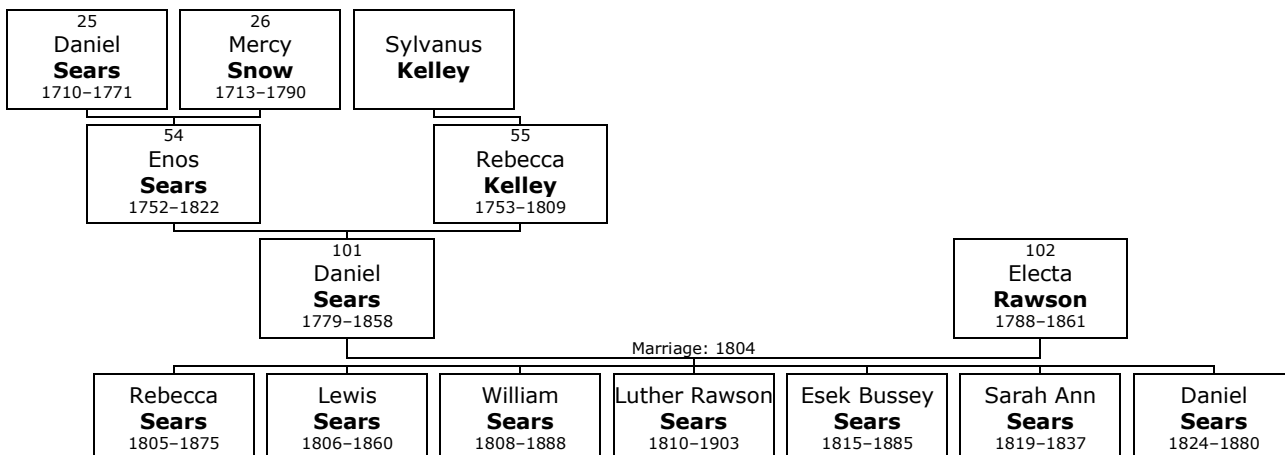 25
Daniel
Sears
1710–1771
26
Mercy
Snow
1713–1790
Sylvanus
Kelley
54
Enos
Sears
1752–1822
55
Rebecca
Kelley
1753–1809
101
Daniel
Sears
1779–1858
102
Electa
Rawson
1788–1861
Marriage: 1804
Rebecca
Sears
1805–1875
Lewis
Sears
1806–1860
William
Sears
1808–1888
Luther Rawson
Sears
1810–1903
Esek Bussey
Sears
1815–1885
Sarah Ann
Sears
1819–1837
Daniel
Sears
1824–1880